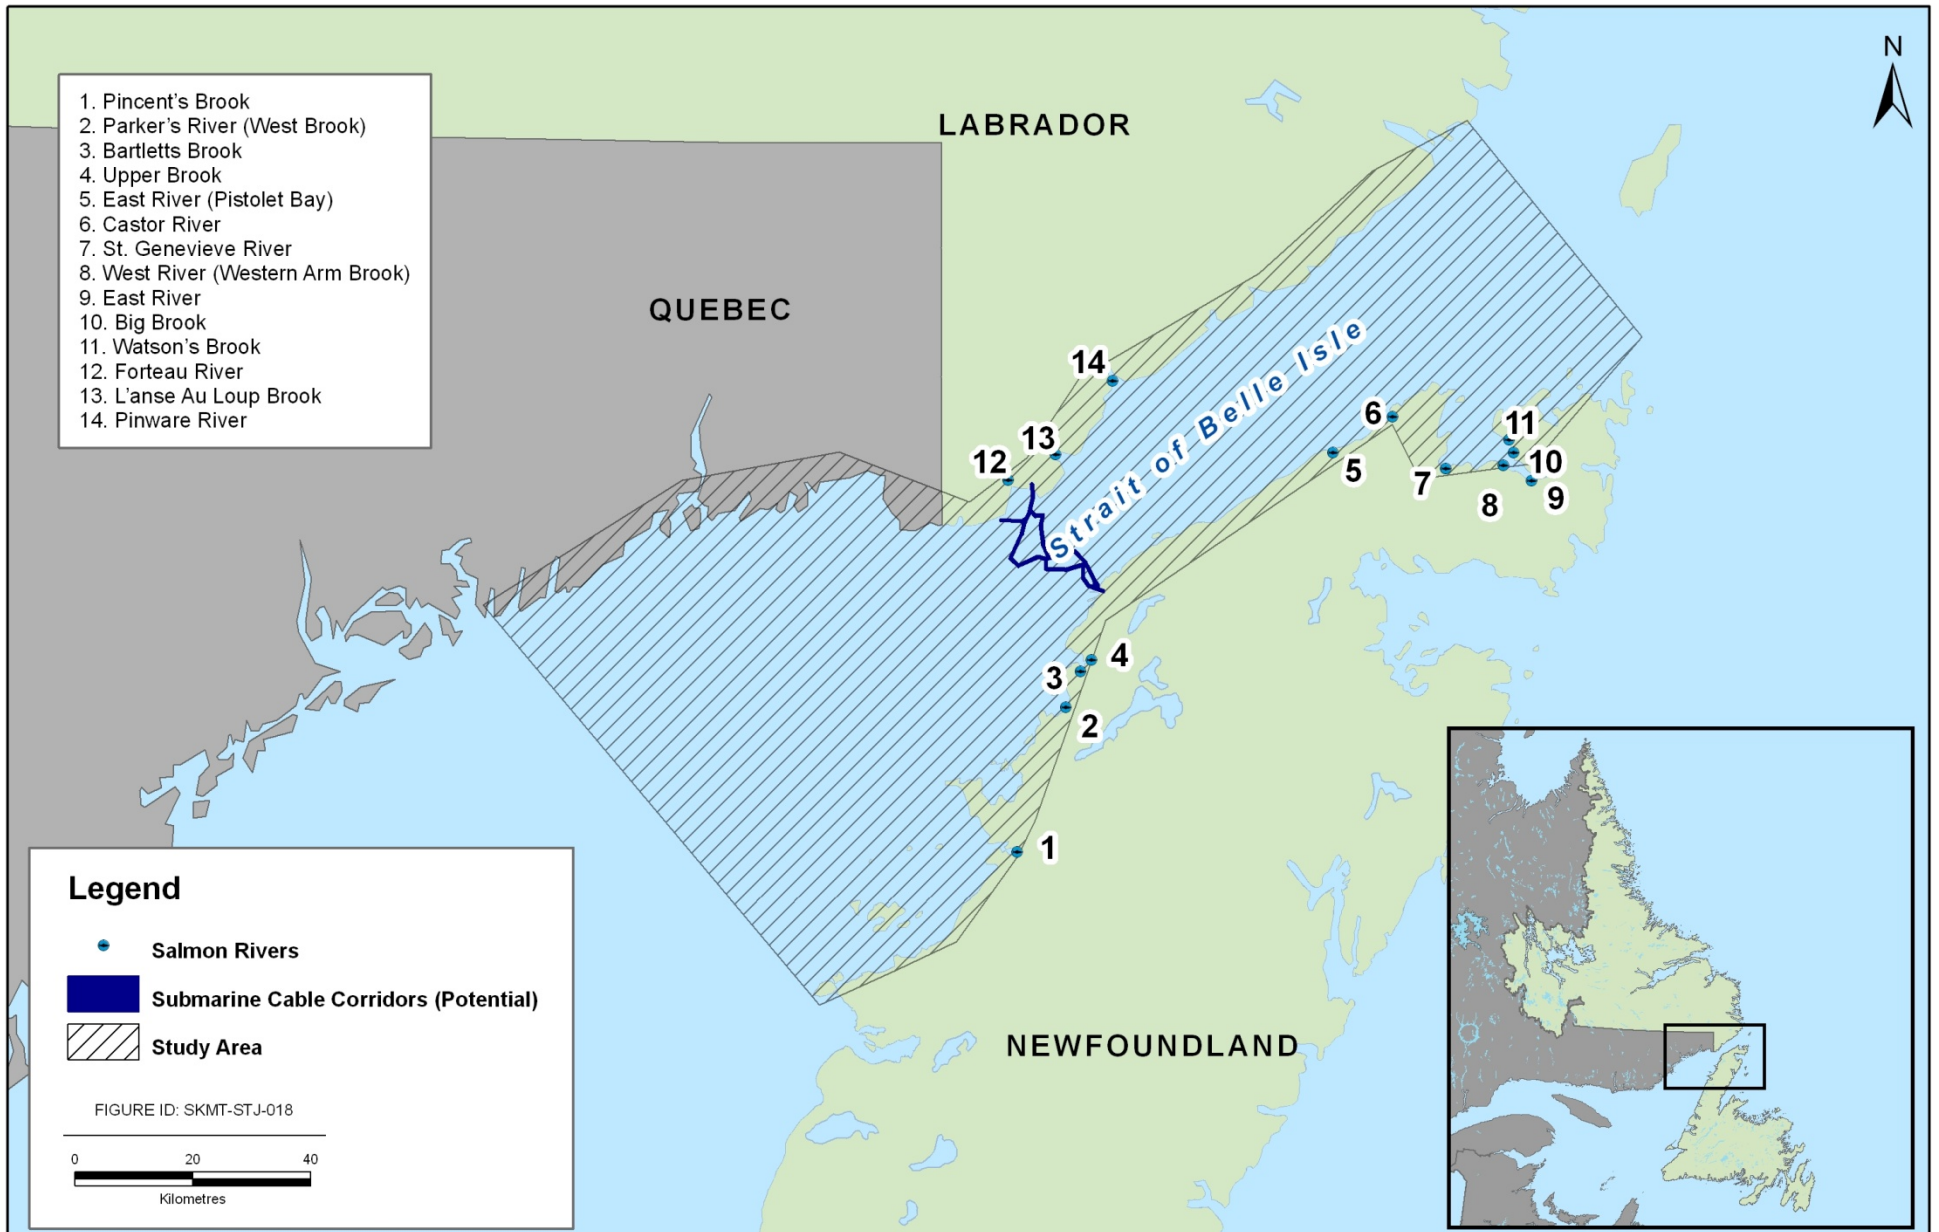 1. Pincent's Brook
2. Parker's River (West Brook)
3. Bartletts Brook
4. Upper Brook
5. East River (Pistolet Bay)
6. Castor River
7. St. Genevieve River
8. West River (Western Arm Brook)
9. East River
10. Big Brook
11. Watson's Brook
12. Forteau River
13. L'anse Au Loup Brook
14. Pinware River
N
LABRADOR
QUEBEC
Strait of Belle Isle
14
13
12
6
11
5
7
10
8
9
4
3
2
1
NEWFOUNDLAND
Legend
Salmon Rivers
Submarine Cable Corridors (Potential)
Study Area
FIGURE ID: SKMT-STJ-018
0 20 40
Kilometres